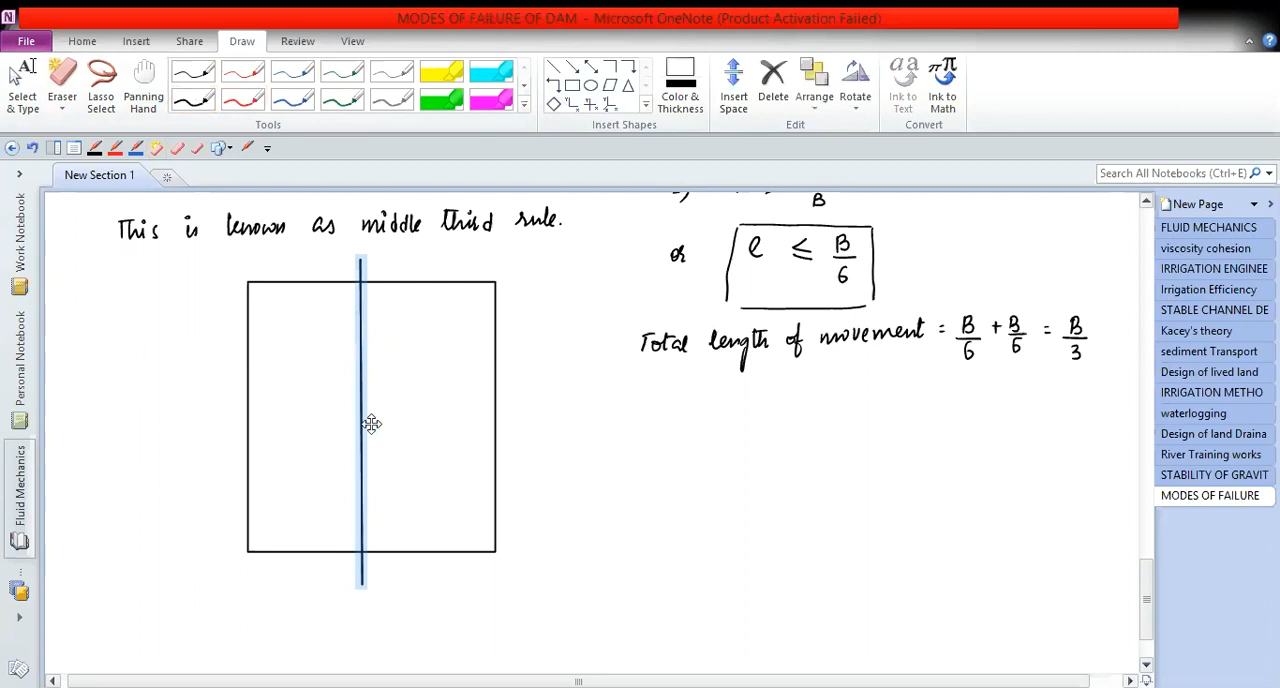 MODES OF FAILURE OF DAM - Microsoft OneNote (Product Activation Failed)
File Home Insert Share Draw Review View
Select & Type
Eraser
Lasso Select
Panning Hand
Color & Thickness
Insert Space
Delete
Arrange
Rotate
Ink to Text
Ink to Math
Tools
Insert Shapes
Edit
Convert
New Section 1
Search All Notebooks (Ctrl+E)
Work Notebook
Personal Notebook
Fluid Mechanics
This is known as middle third rule.
B
or e ≤ B/6
Total length of movement = B/6 + B/6 = B/3
New Page
FLUID MECHANICS
viscosity cohesion
IRRIGATION ENGINEE
Irrigation Efficiency
STABLE CHANNEL DE
Kacey's theory
sediment Transport
Design of lived land
IRRIGATION METHO
waterlogging
Design of land Draina
River Training works
STABILITY OF GRAVIT
MODES OF FAILURE